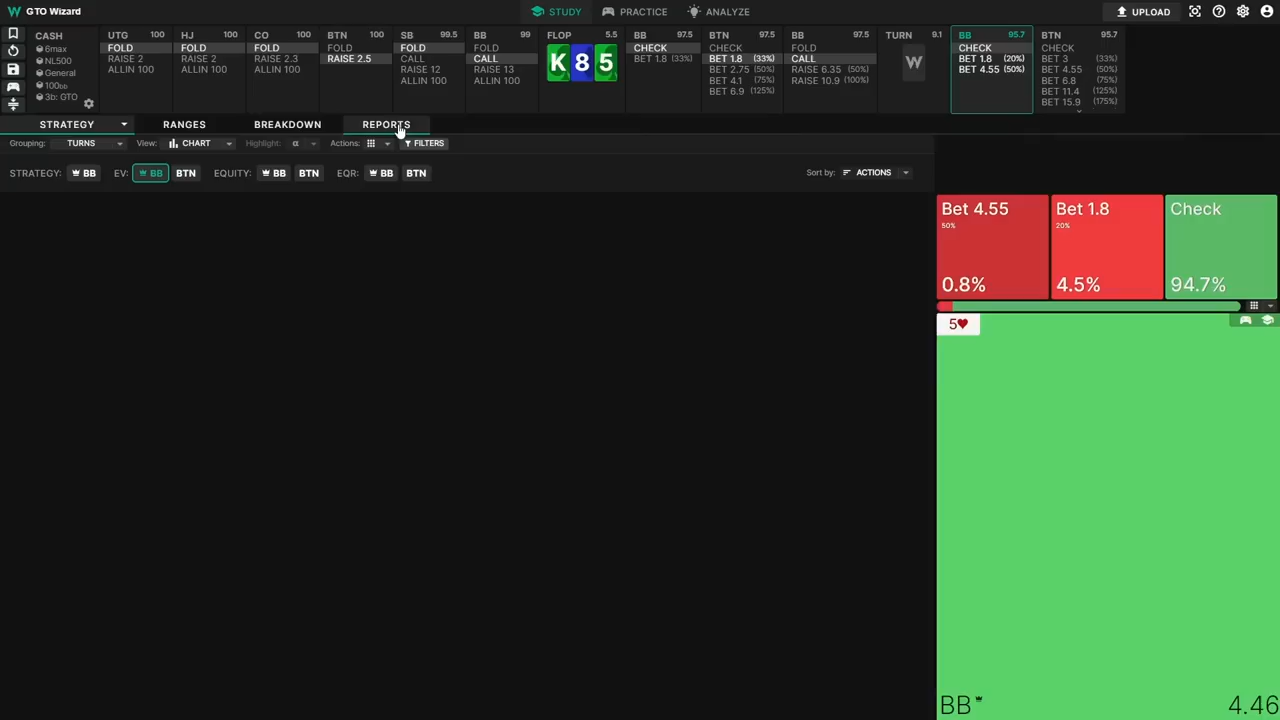 GTO Wizard
STUDY
PRACTICE
ANALYZE
UPLOAD
CASH
6max
NL500
General
100BB
3b: GTO
UTG 100
FOLD
RAISE 2
ALLIN 100
HJ 100
FOLD
RAISE 2
ALLIN 100
CO 100
FOLD
RAISE 2.3
ALLIN 100
BTN 100
FOLD
RAISE 2.5
SB 99.5
FOLD
CALL
RAISE 12
ALLIN 100
BB 99
FOLD
CALL
RAISE 13
ALLIN 100
FLOP 5.5
K 8 5
BB 97.5
CHECK
BET 1.8 (33%)
BTN 97.5
CHECK
BET 1.8 (33%)
BET 2.75 (50%)
BET 4.1 (75%)
BET 6.9 (125%)
BB 97.5
FOLD
CALL
RAISE 6.35 (50%)
RAISE 10.9 (100%)
TURN 9.1
W
BB 95.7
CHECK
BET 1.8 (20%)
BET 4.55 (50%)
BTN 95.7
CHECK
BET 3 (33%)
BET 4.55 (50%)
BET 6.8 (75%)
BET 11.4 (125%)
BET 15.9 (175%)
STRATEGY
RANGES
BREAKDOWN
REPORTS
Grouping: TURNS View: CHART Highlight: α Actions: FILTERS
STRATEGY: BB EV: BB BTN EQUITY: BB BTN EQR: BB BTN
Sort by: ACTIONS
Bet 4.55
50%
0.8%
Bet 1.8
20%
4.5%
Check
94.7%
5♥
BB 4.46